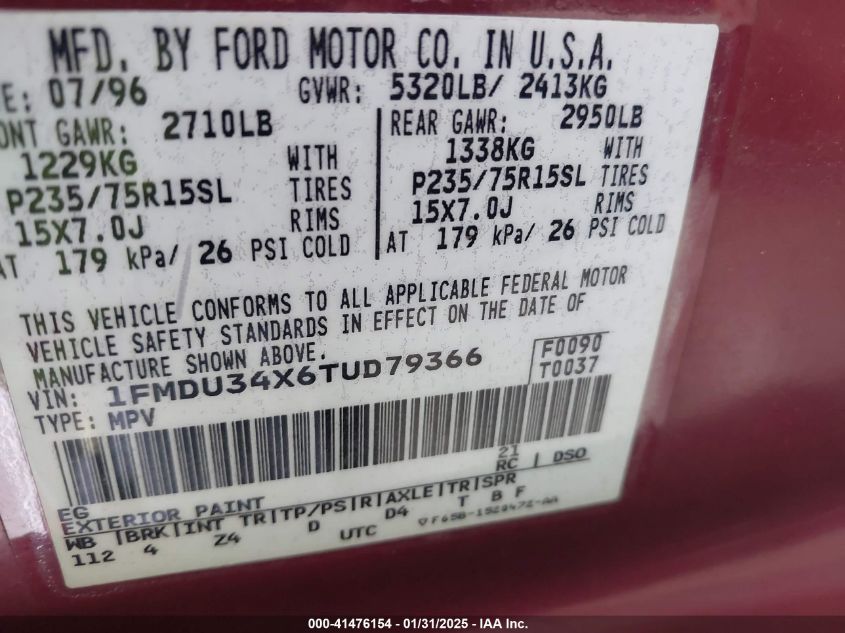 MFD. BY FORD MOTOR CO. IN U.S.A.
E: 07/96 GVWR: 5320LB/ 2413KG
ONT GAWR: 2710LB REAR GAWR: 2950LB
1229KG WITH 1338KG WITH
P235/75R15SL TIRES P235/75R15SL TIRES
15X7.0J RIMS 15X7.0J RIMS
AT 179 kPa/ 26 PSI COLD AT 179 kPa/ 26 PSI COLD
THIS VEHICLE CONFORMS TO ALL APPLICABLE FEDERAL MOTOR
VEHICLE SAFETY STANDARDS IN EFFECT ON THE DATE OF
MANUFACTURE SHOWN ABOVE.
VIN: 1FMDU34X6TUD79366 F0090
TYPE: MPV T0037
EG 21 RC | DSO
EXTERIOR PAINT
WB |BRK|INT TR|TP/PS|R|AXLE|TR|SPR
112 4 Z4 D D4 T B F
UTC ▽F65B-1520472-AA
000-41476154 - 01/31/2025 - IAA Inc.